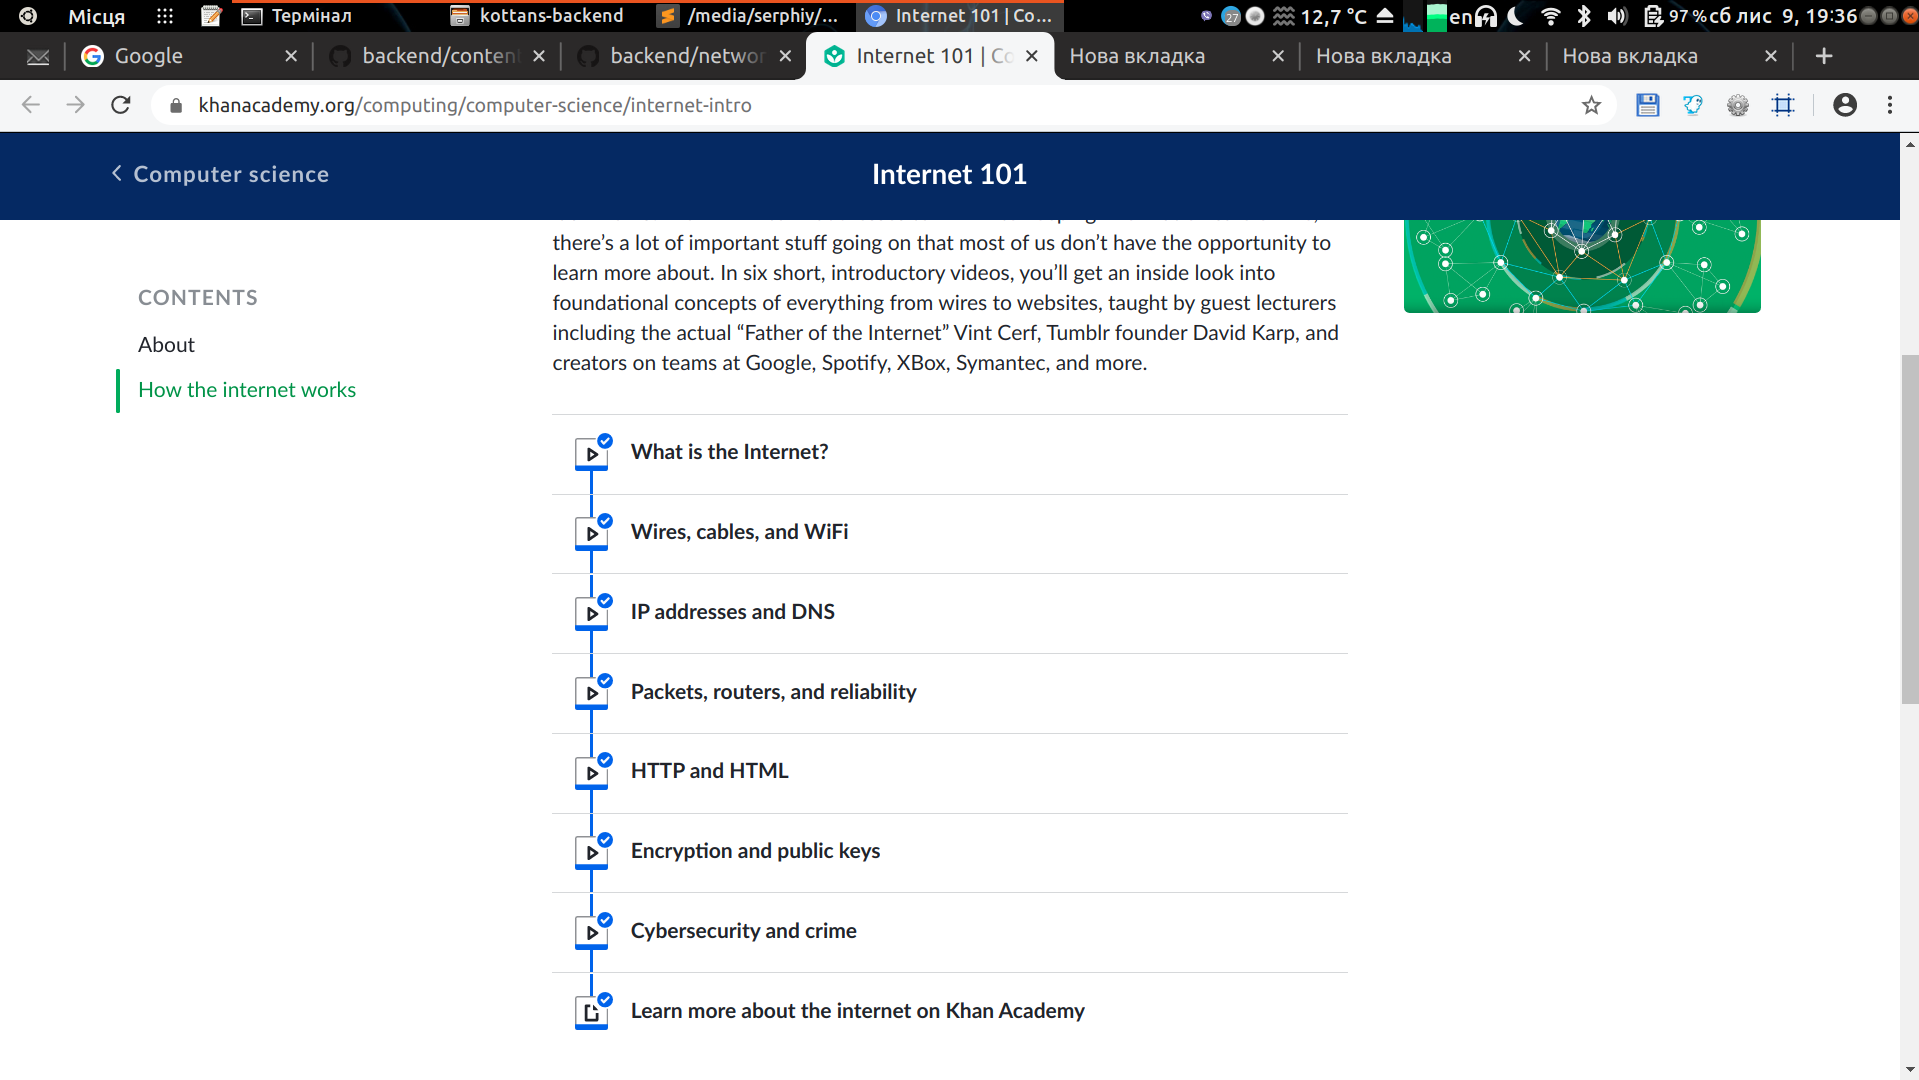 Місця
Термінал
kottans-backend
/media/serphiy/...
Internet 101 | Co...
27
12,7 °C
en
97 %
сб лис 9, 19:36
Google
backend/conten
backend/networ
Internet 101 | Co
Нова вкладка
Нова вкладка
Нова вкладка
khanacademy.org/computing/computer-science/internet-intro
Computer science
Internet 101
CONTENTS
About
How the internet works
there’s a lot of important stuff going on that most of us don’t have the opportunity to
learn more about. In six short, introductory videos, you’ll get an inside look into
foundational concepts of everything from wires to websites, taught by guest lecturers
including the actual “Father of the Internet” Vint Cerf, Tumblr founder David Karp, and
creators on teams at Google, Spotify, XBox, Symantec, and more.
What is the Internet?
Wires, cables, and WiFi
IP addresses and DNS
Packets, routers, and reliability
HTTP and HTML
Encryption and public keys
Cybersecurity and crime
Learn more about the internet on Khan Academy